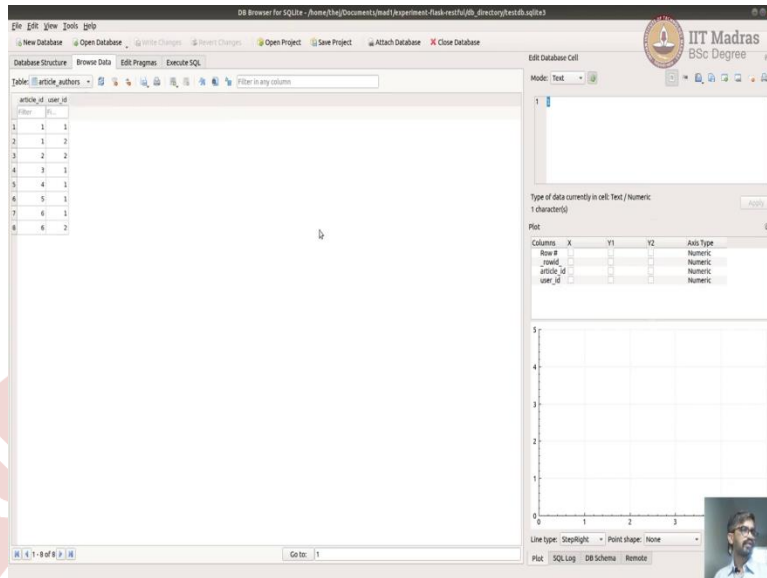 DB Browser for SQLite - /home/thej/Documents/mad1/experiment-flask-restful/db_directory/testdb.sqlite3
File Edit View Tools Help
New Database Open Database Write Changes Revert Changes Open Project Save Project Attach Database Close Database
IIT Madras
BSc Degree
Database Structure Browse Data Edit Pragmas Execute SQL
Edit Database Cell
Table: article_authors Filter in any column
Mode: Text
article_id user_id
Filter Fi...
1 1 1
2 1 2
3 2 2
4 3 1
5 4 1
6 5 1
7 6 1
8 6 2
1 1
Type of data currently in cell: Text / Numeric
1 character(s)
Apply
Plot
Columns X Y1 Y2 Axis Type
Row # Numeric
_rowid_ Numeric
article_id Numeric
user_id Numeric
5
4
3
2
1
0
0 1 2 3
Line type: StepRight Point shape: None
1 - 8 of 8 Go to: 1
Plot SQL Log DB Schema Remote